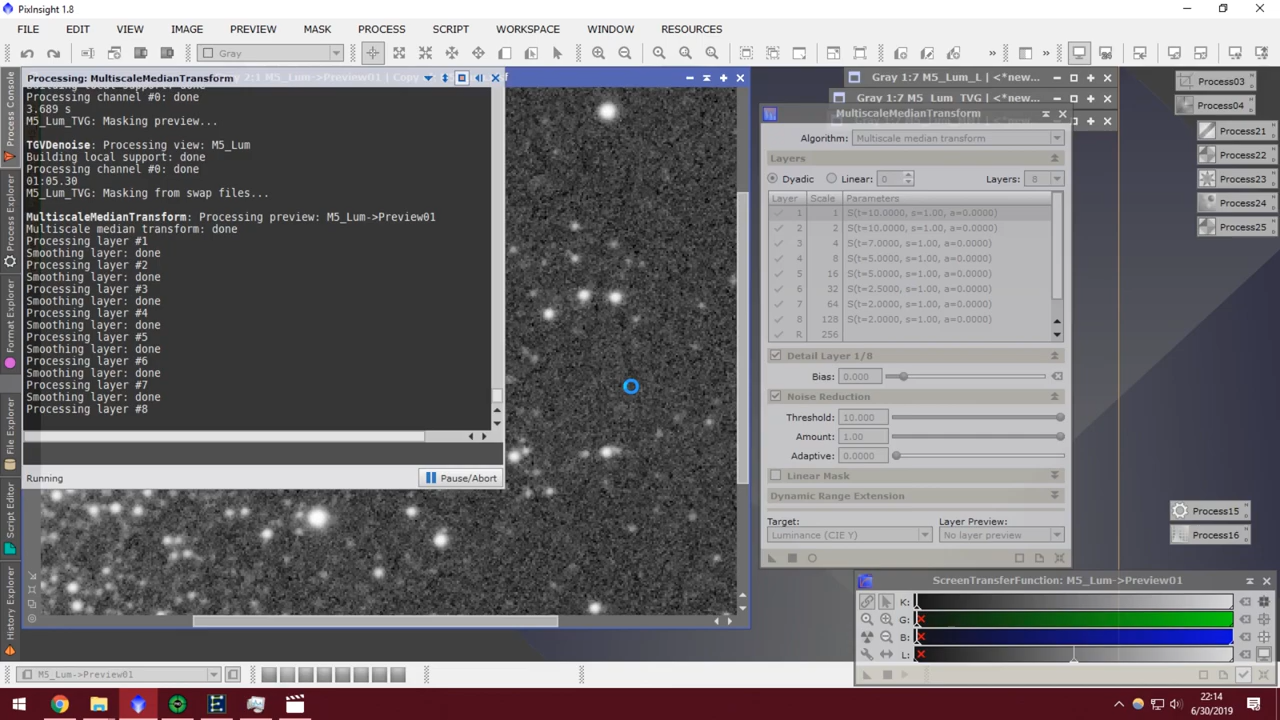 PixInsight 1.8
FILE EDIT VIEW IMAGE PREVIEW MASK PROCESS SCRIPT WORKSPACE WINDOW RESOURCES
Gray
Processing: MultiscaleMedianTransform
2:1 M5_Lum->Preview01 | Copy
Gray 1:7 M5_Lum_L | <*new...
Gray 1:7 M5_Lum_TVG | <*new...
Process Console
Process Explorer
Format Explorer
File Explorer
Script Editor
History Explorer
Building local support: done
Processing channel #0: done
3.689 s
M5_Lum_TVG: Masking preview...
TGVDenoise: Processing view: M5_Lum
Building local support: done
Processing channel #0: done
01:05.30
M5_Lum_TVG: Masking from swap files...
MultiscaleMedianTransform: Processing preview: M5_Lum->Preview01
Multiscale median transform: done
Processing layer #1
Smoothing layer: done
Processing layer #2
Smoothing layer: done
Processing layer #3
Smoothing layer: done
Processing layer #4
Smoothing layer: done
Processing layer #5
Smoothing layer: done
Processing layer #6
Smoothing layer: done
Processing layer #7
Smoothing layer: done
Processing layer #8
Running
Pause/Abort
MultiscaleMedianTransform
Algorithm: Multiscale median transform
Layers
Dyadic Linear: 0 Layers: 8
Layer Scale Parameters
1 1 S(t=10.0000, s=1.00, a=0.0000)
2 2 S(t=10.0000, s=1.00, a=0.0000)
3 4 S(t=7.0000, s=1.00, a=0.0000)
4 8 S(t=5.0000, s=1.00, a=0.0000)
5 16 S(t=5.0000, s=1.00, a=0.0000)
6 32 S(t=2.5000, s=1.00, a=0.0000)
7 64 S(t=2.0000, s=1.00, a=0.0000)
8 128 S(t=2.0000, s=1.00, a=0.0000)
R 256
Detail Layer 1/8
Bias: 0.000
Noise Reduction
Threshold: 10.000
Amount: 1.00
Adaptive: 0.0000
Linear Mask
Dynamic Range Extension
Target: Layer Preview:
Luminance (CIE Y) No layer preview
Process03
Process04
Process21
Process22
Process23
Process24
Process25
Process15
Process16
ScreenTransferFunction: M5_Lum->Preview01
K:
G:
B:
L:
M5_Lum->Preview01
22:14
6/30/2019